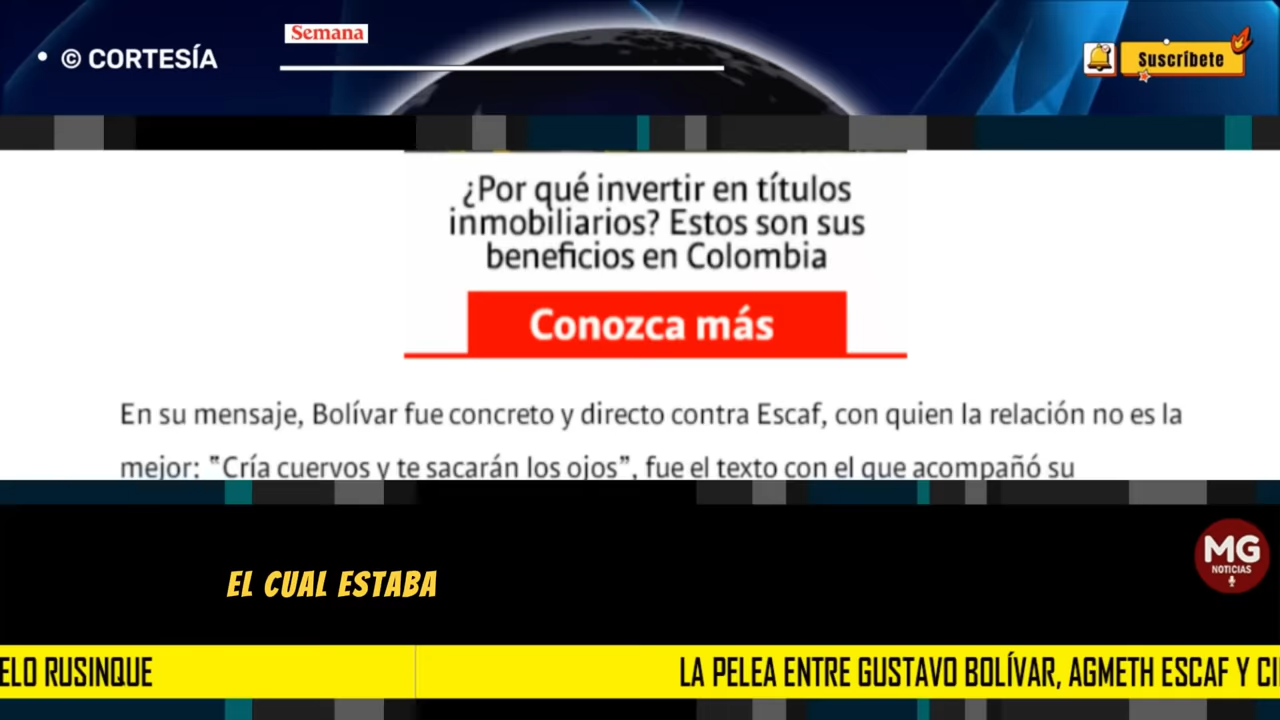 Semana
• © CORTESÍA
Suscríbete
¿Por qué invertir en títulos
inmobiliarios? Estos son sus
beneficios en Colombia
Conozca más
En su mensaje, Bolívar fue concreto y directo contra Escaf, con quien la relación no es la
mejor: "Cría cuervos y te sacarán los ojos”, fue el texto con el que acompañó su
MG
NOTICIAS
EL CUAL ESTABA
ELO RUSINQUE
LA PELEA ENTRE GUSTAVO BOLÍVAR, AGMETH ESCAF Y CI